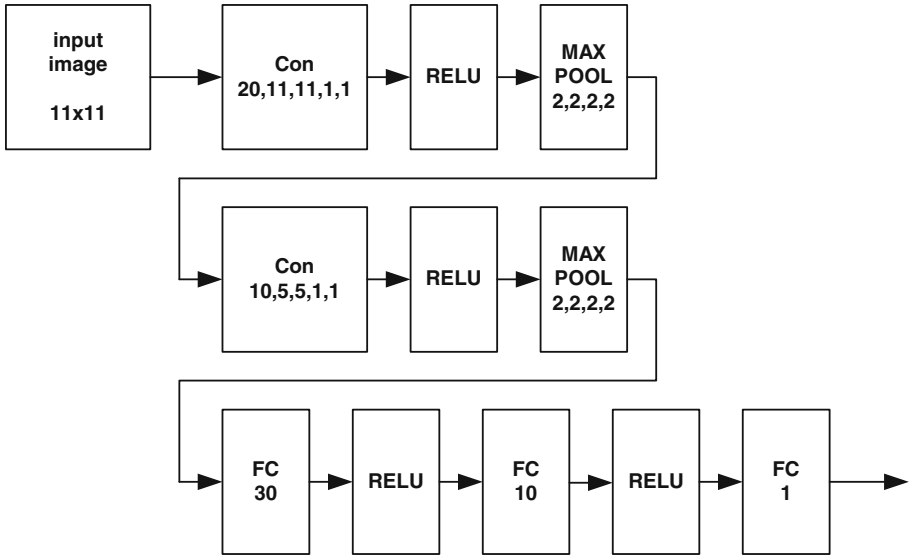 input
image
11x11
Con
20,11,11,1,1
RELU
MAX
POOL
2,2,2,2
Con
10,5,5,1,1
RELU
MAX
POOL
2,2,2,2
FC
30
RELU
FC
10
RELU
FC
1